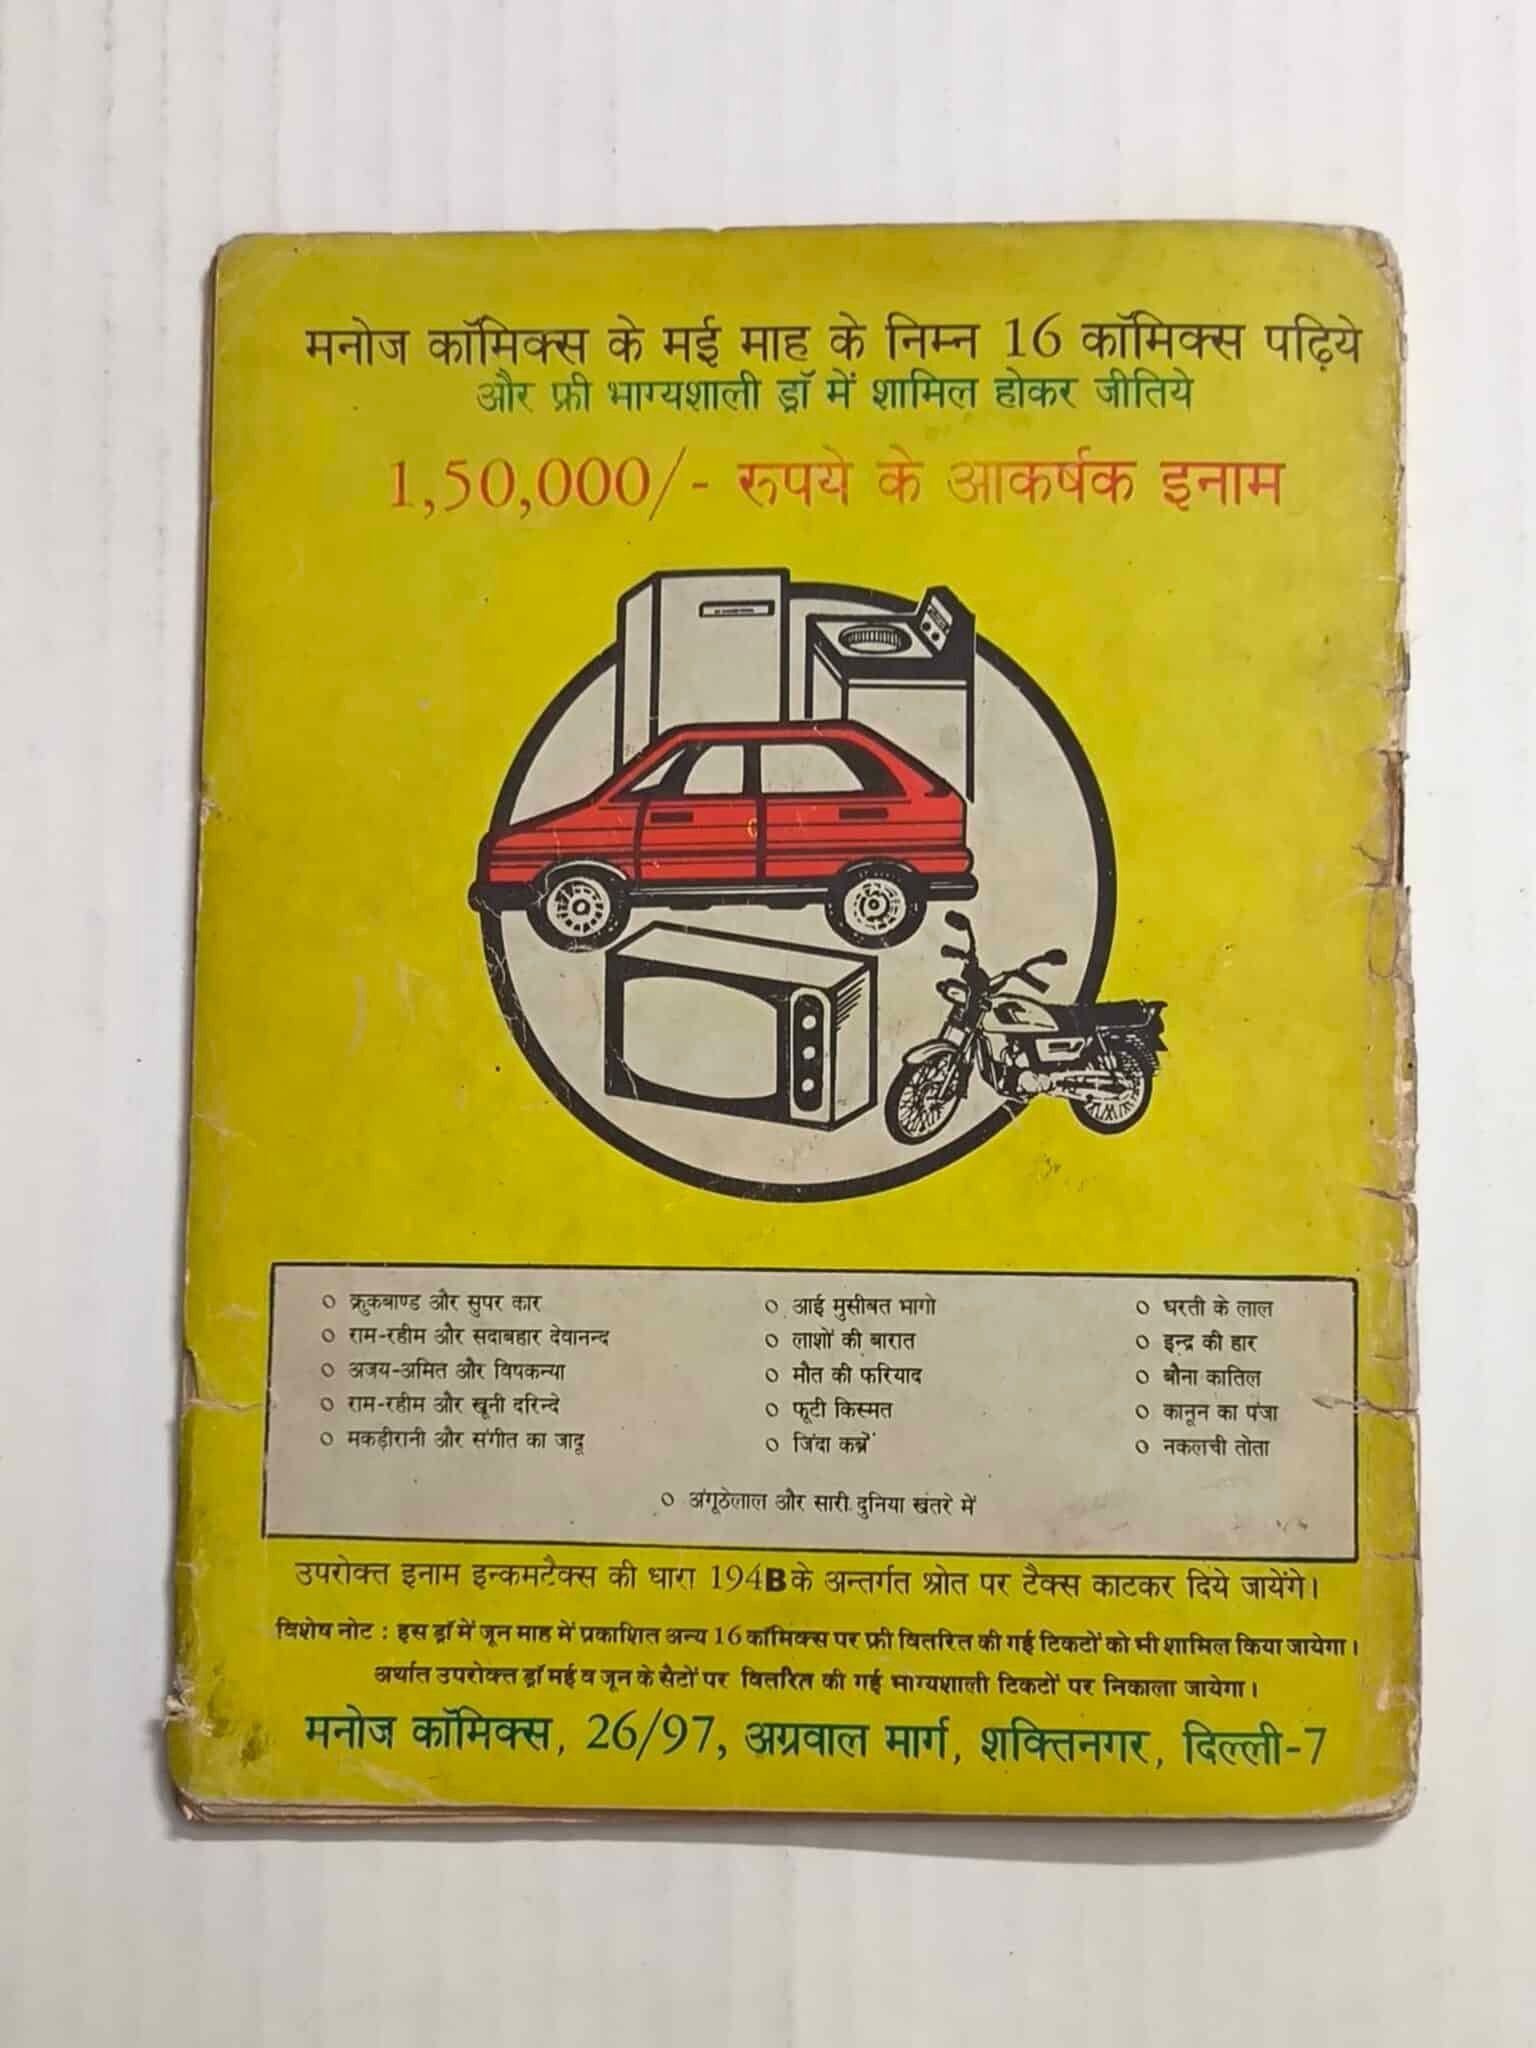 मनोज कॉमिक्स के मई माह के निम्न 16 कॉमिक्स पढ़िये
और फ्री भाग्यशाली ड्रॉ में शामिल होकर जीतिये
1,50,000/- रुपये के आकर्षक इनाम
○ क्रुकबाण्ड और सुपर कार
○ राम-रहीम और सदाबहार देवानन्द
○ अजय-अमित और विषकन्या
○ राम-रहीम और खूनी दरिन्दे
○ मकड़ीरानी और संगीत का जादू
○ आई मुसीबत भागो
○ लाशों की बारात
○ मौत की फरियाद
○ फूटी किस्मत
○ जिंदा कब्रें
○ धरती के लाल
○ इन्द्र की हार
○ बौना कातिल
○ कानून का पंजा
○ नकलची तोता
○ अंगूठेलाल और सारी दुनिया खतरे में
उपरोक्त इनाम इन्कमटैक्स की धारा 194B के अन्तर्गत श्रोत पर टैक्स काटकर दिये जायेंगे।
विशेष नोट : इस ड्रॉ में जून माह में प्रकाशित अन्य 16 कॉमिक्स पर फ्री वितरित की गई टिकटों को भी शामिल किया जायेगा।
अर्थात उपरोक्त ड्रॉ मई व जून के सैटों पर वितरित की गई भाग्यशाली टिकटों पर निकाला जायेगा।
मनोज कॉमिक्स, 26/97, अग्रवाल मार्ग, शक्तिनगर, दिल्ली-7